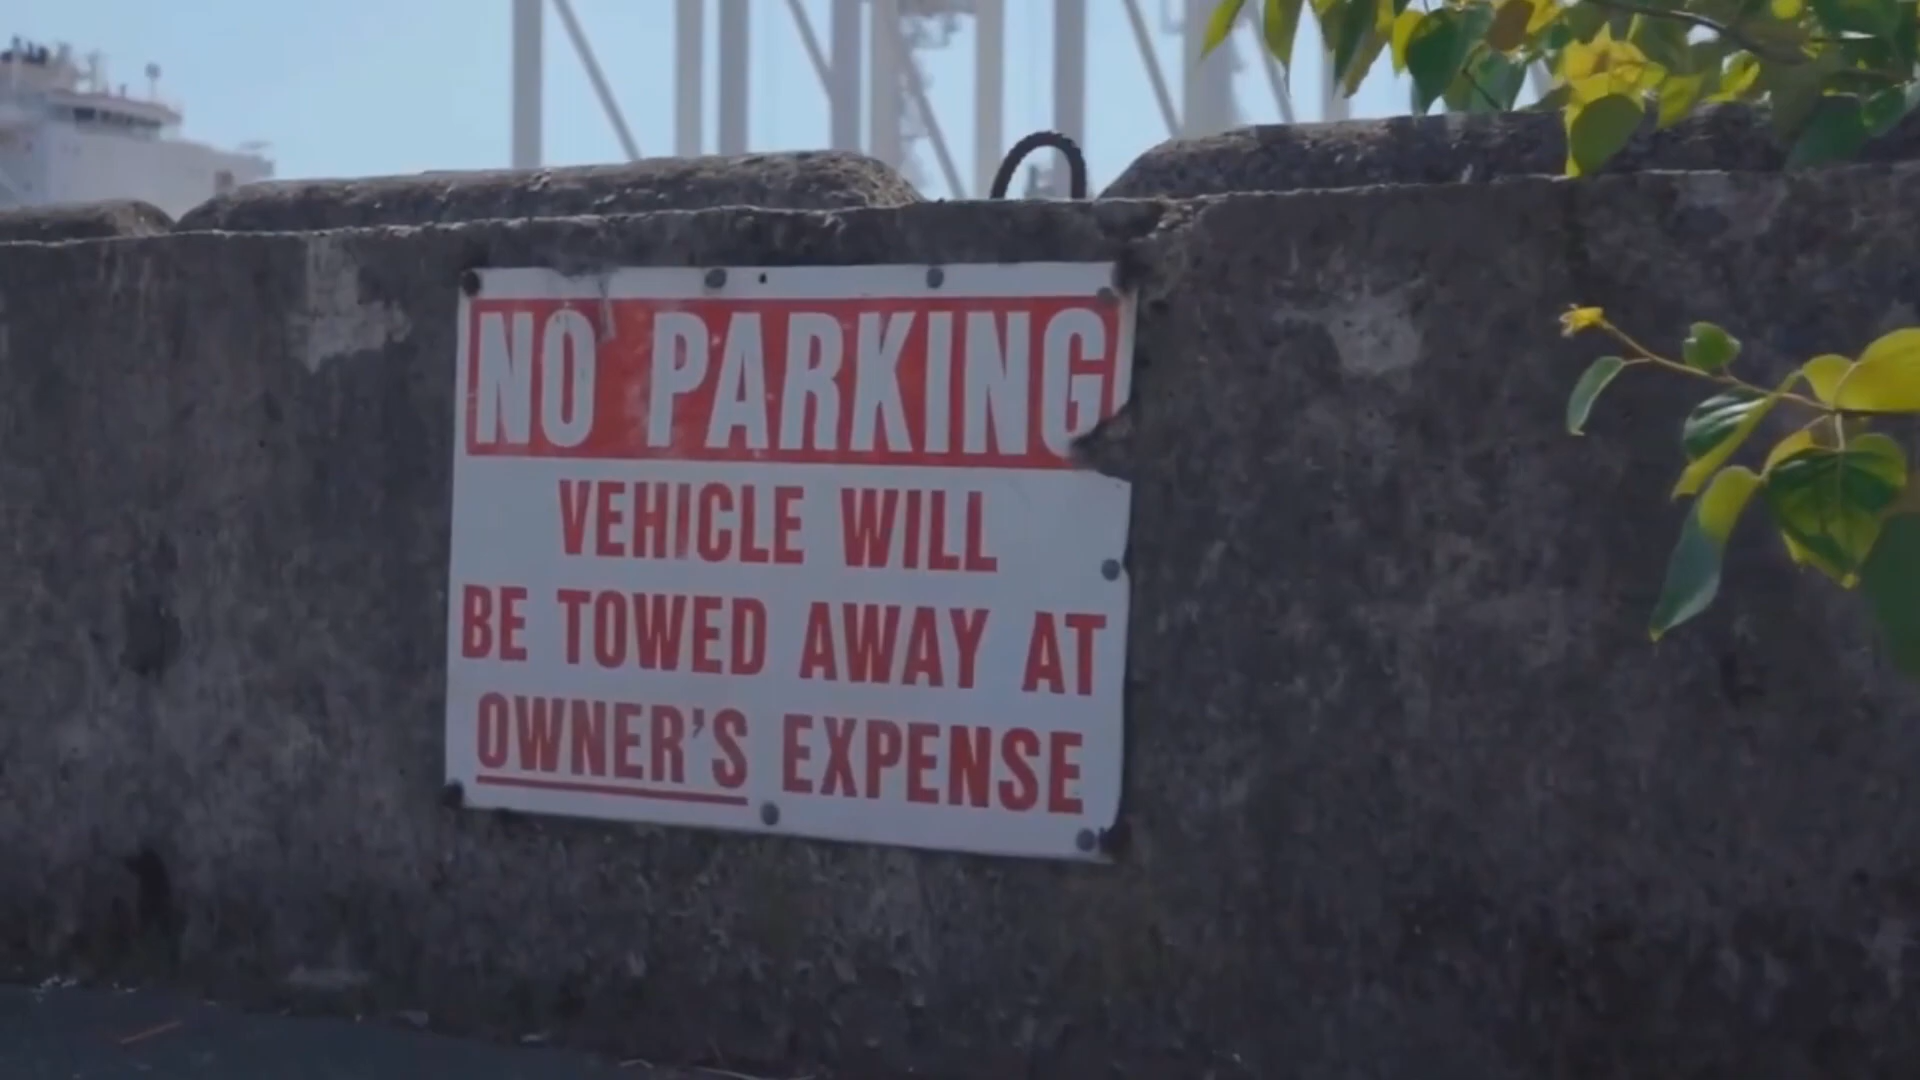 NO PARKING
VEHICLE WILL
BE TOWED AWAY AT
OWNER'S EXPENSE